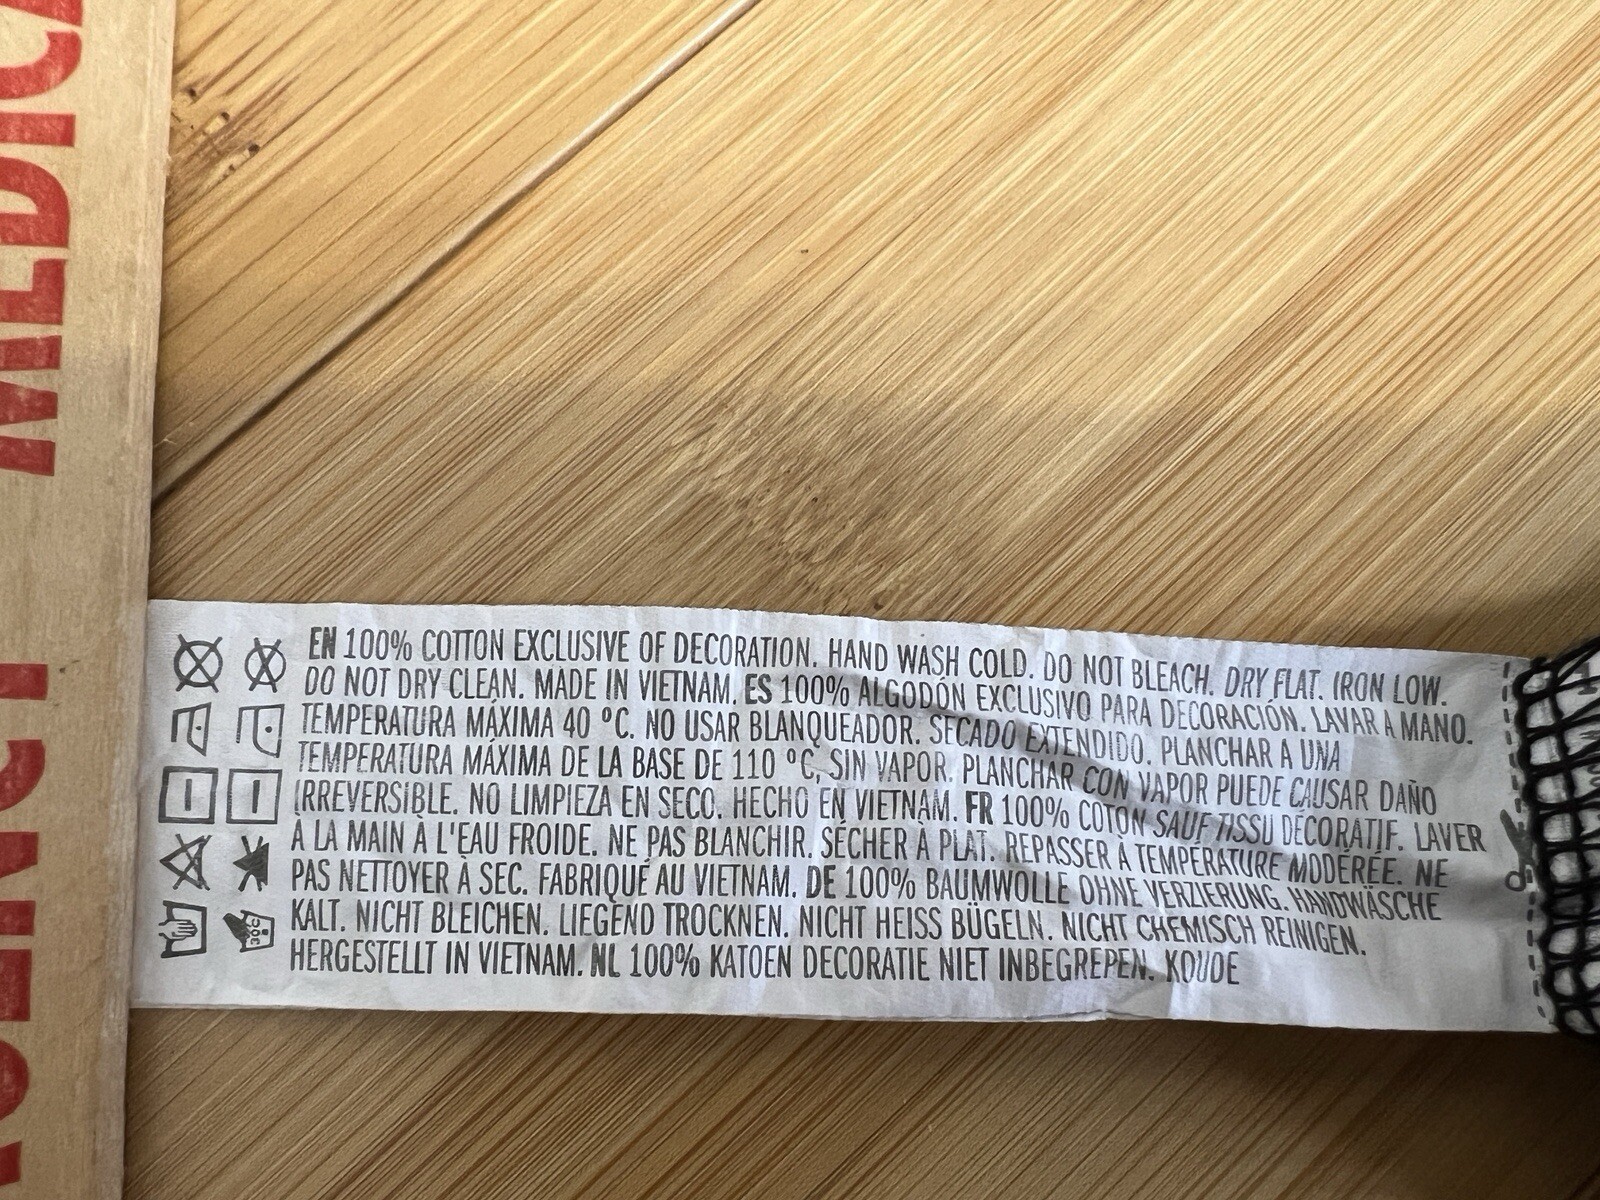 EN 100% COTTON EXCLUSIVE OF DECORATION. HAND WASH COLD. DO NOT BLEACH. DRY FLAT. IRON LOW.
DO NOT DRY CLEAN. MADE IN VIETNAM. ES 100% ALGODÓN EXCLUSIVO PARA DECORACIÓN. LAVAR A MANO.
TEMPERATURA MÁXIMA 40 ºC. NO USAR BLANQUEADOR. SECADO EXTENDIDO. PLANCHAR A UNA
TEMPERATURA MÁXIMA DE LA BASE DE 110 ºC, SIN VAPOR. PLANCHAR CON VAPOR PUEDE CAUSAR DAÑO
IRREVERSIBLE. NO LIMPIEZA EN SECO. HECHO EN VIETNAM. FR 100% COTON SAUF TISSU DÉCORATIF. LAVER
À LA MAIN À L'EAU FROIDE. NE PAS BLANCHIR. SÉCHER À PLAT. REPASSER À TEMPÉRATURE MODÉRÉE. NE
PAS NETTOYER À SEC. FABRIQUÉ AU VIETNAM. DE 100% BAUMWOLLE OHNE VERZIERUNG. HANDWÄSCHE
KALT. NICHT BLEICHEN. LIEGEND TROCKNEN. NICHT HEISS BÜGELN. NICHT CHEMISCH REINIGEN.
HERGESTELLT IN VIETNAM. NL 100% KATOEN DECORATIE NIET INBEGREPEN. KOUDE
30ºC